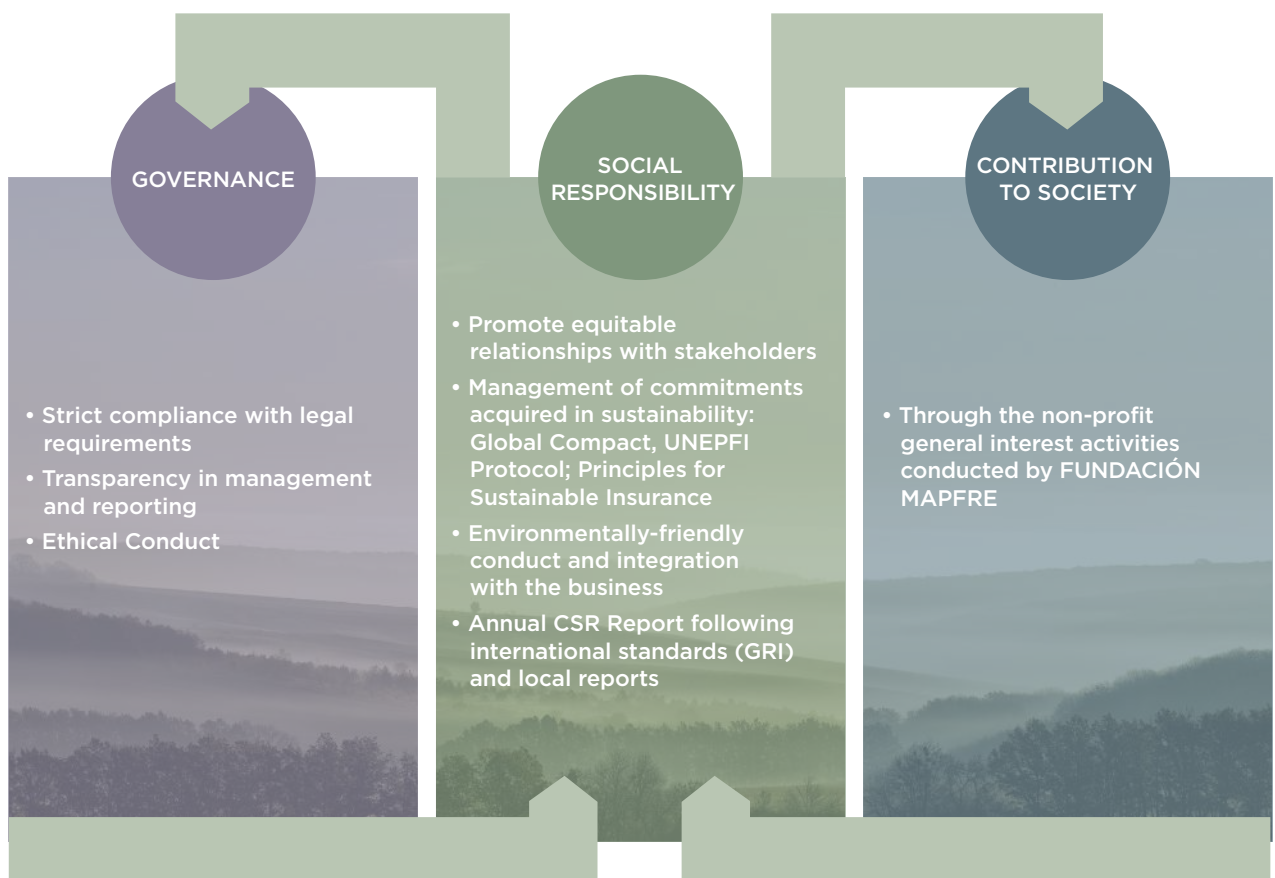 GOVERNANCE
• Strict compliance with legal
requirements
• Transparency in management
and reporting
• Ethical Conduct
SOCIAL
RESPONSIBILITY
• Promote equitable
relationships with stakeholders
• Management of commitments
acquired in sustainability:
Global Compact, UNEPFI
Protocol; Principles for
Sustainable Insurance
• Environmentally-friendly
conduct and integration
with the business
• Annual CSR Report following
international standards (GRI)
and local reports
CONTRIBUTION
TO SOCIETY
• Through the non-profit
general interest activities
conducted by FUNDACIÓN
MAPFRE